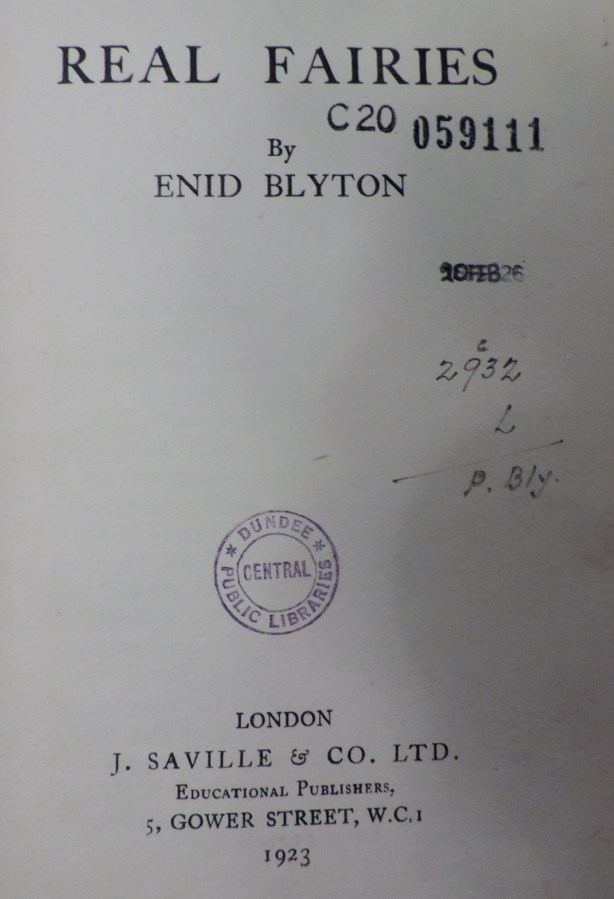 REAL FAIRIES
C20 059111
By
ENID BLYTON
c
2932
L
p. Bly.
* DUNDEE *
CENTRAL
PUBLIC LIBRARIES
LONDON
J. SAVILLE & CO. LTD.
EDUCATIONAL PUBLISHERS,
5, GOWER STREET, W.C.1
1923